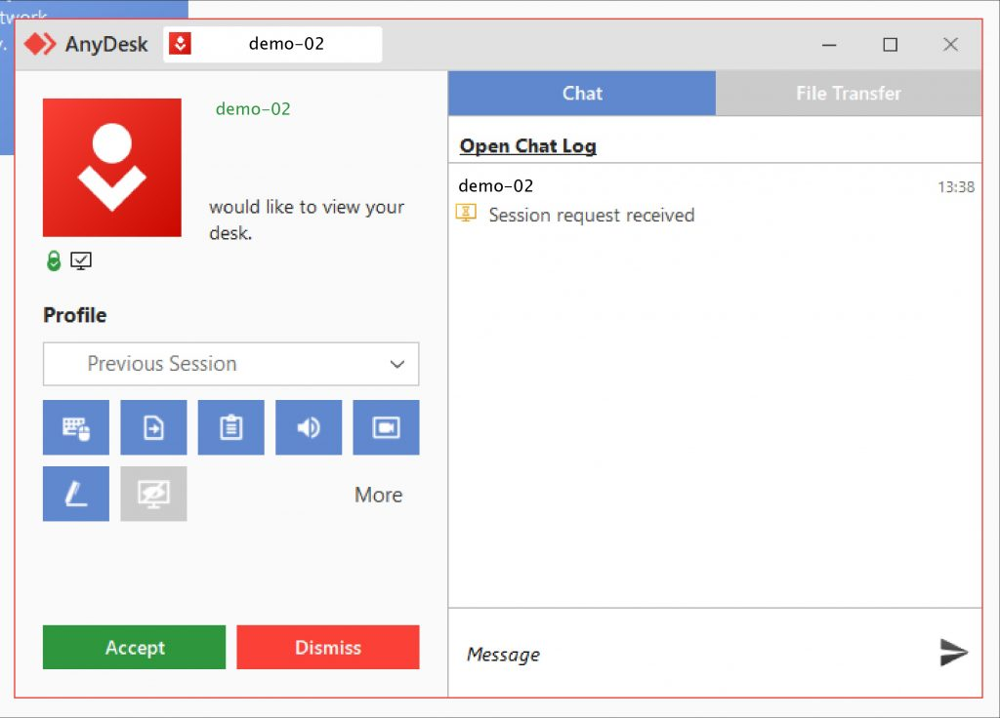 twork
AnyDesk
demo-02
demo-02
would like to view your
desk.
Profile
Previous Session
More
Accept
Dismiss
Chat
File Transfer
Open Chat Log
demo-02
13:38
Session request received
Message